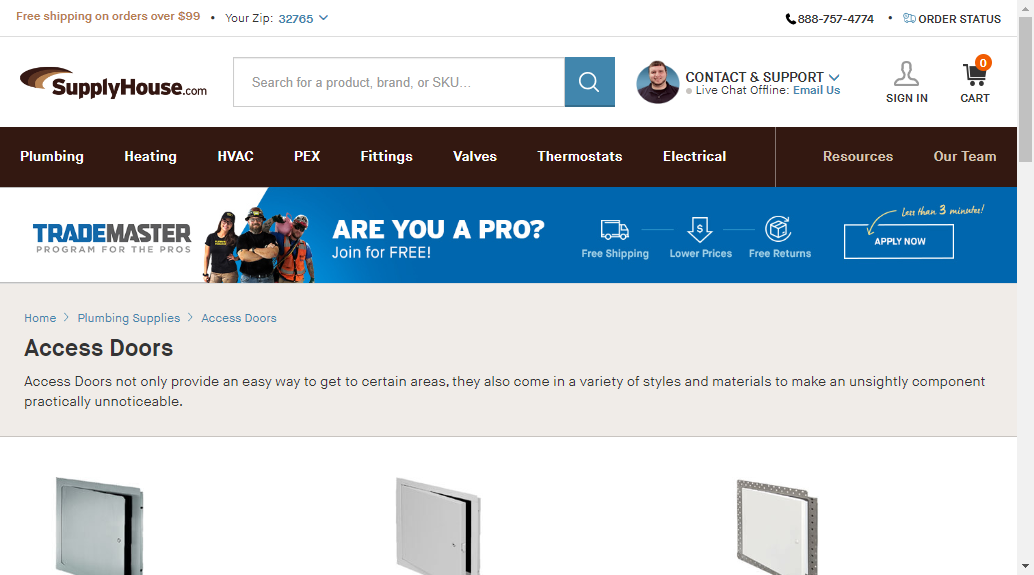 Free shipping on orders over $99 • Your Zip: 32765
888-757-4774 • ORDER STATUS
SupplyHouse.com
Search for a product, brand, or SKU...
CONTACT & SUPPORT
Live Chat Offline: Email Us
SIGN IN
0
CART
Plumbing Heating HVAC PEX Fittings Valves Thermostats Electrical Resources Our Team
TRADEMASTER
PROGRAM FOR THE PROS
ARE YOU A PRO?
Join for FREE!
$
Free Shipping Lower Prices Free Returns
Less than 3 minutes!
APPLY NOW
Home > Plumbing Supplies > Access Doors
Access Doors
Access Doors not only provide an easy way to get to certain areas, they also come in a variety of styles and materials to make an unsightly component
practically unnoticeable.